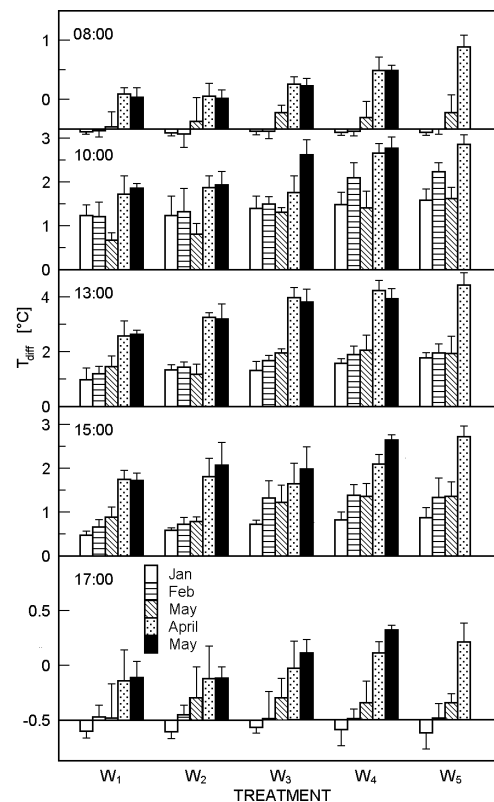 08:00
1
0
10:00
3
2
1
0
13:00
4
2
0
T_diff [°C]
15:00
3
2
1
0
17:00
Jan
Feb
May
April
May
0.5
0
-0.5
W₁ W₂ W₃ W₄ W₅
TREATMENT